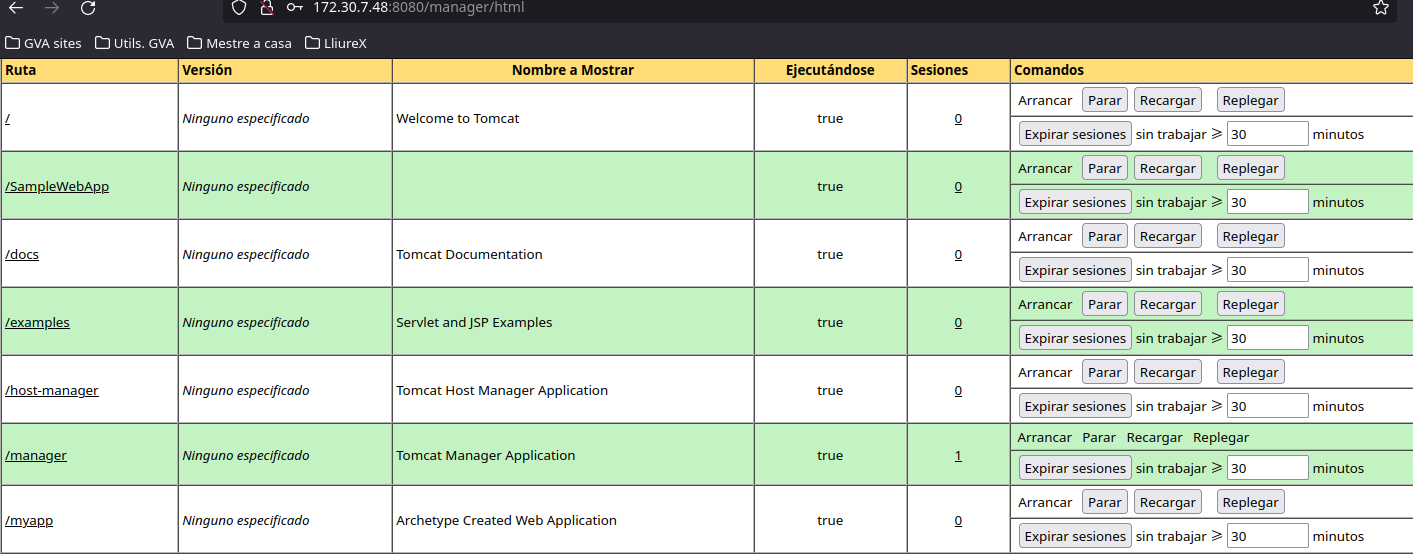 172.30.7.48:8080/manager/html
GVA sites Utils. GVA Mestre a casa LliureX
Ruta Versión Nombre a Mostrar Ejecutándose Sesiones Comandos
/ Ninguno especificado Welcome to Tomcat true 0 Arrancar Parar Recargar Replegar
Expirar sesiones sin trabajar ≥ 30 minutos
/SampleWebApp Ninguno especificado true 0 Arrancar Parar Recargar Replegar
Expirar sesiones sin trabajar ≥ 30 minutos
/docs Ninguno especificado Tomcat Documentation true 0 Arrancar Parar Recargar Replegar
Expirar sesiones sin trabajar ≥ 30 minutos
/examples Ninguno especificado Servlet and JSP Examples true 0 Arrancar Parar Recargar Replegar
Expirar sesiones sin trabajar ≥ 30 minutos
/host-manager Ninguno especificado Tomcat Host Manager Application true 0 Arrancar Parar Recargar Replegar
Expirar sesiones sin trabajar ≥ 30 minutos
/manager Ninguno especificado Tomcat Manager Application true 1 Arrancar Parar Recargar Replegar
Expirar sesiones sin trabajar ≥ 30 minutos
/myapp Ninguno especificado Archetype Created Web Application true 0 Arrancar Parar Recargar Replegar
Expirar sesiones sin trabajar ≥ 30 minutos